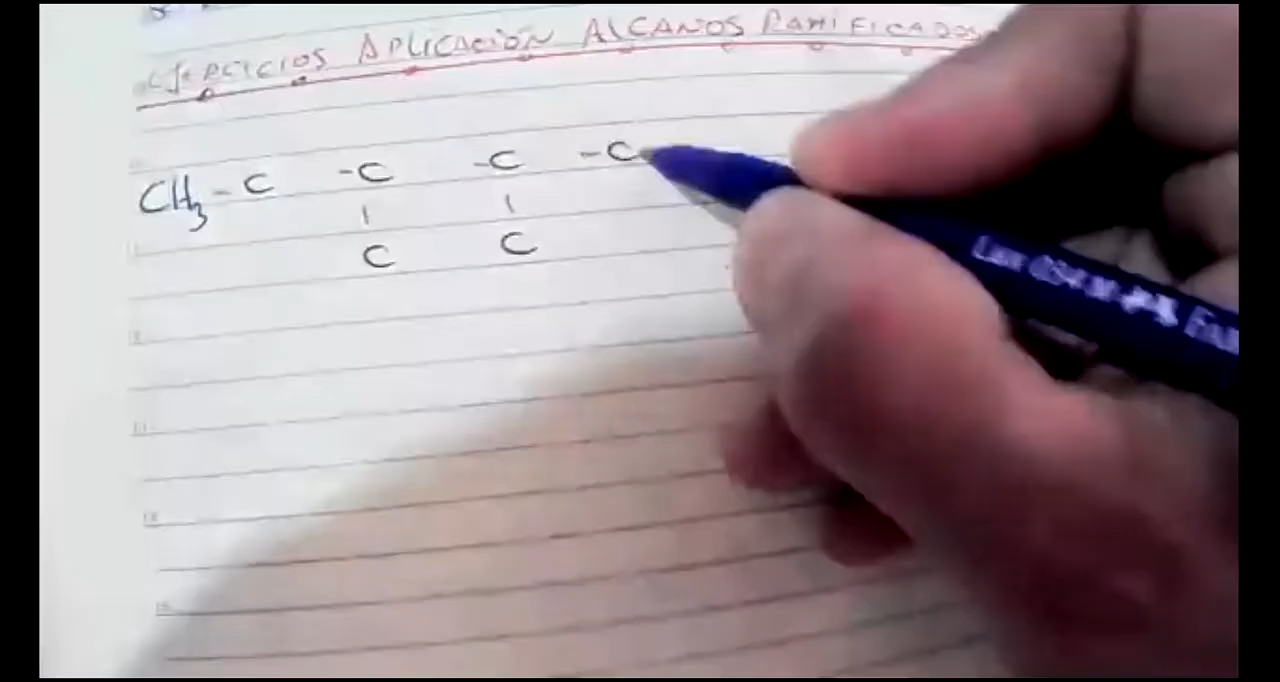 EJERCICIOS APLICACIÓN ALCANOS RAMIFICADOS
CH3 - C - C - C - C
C C